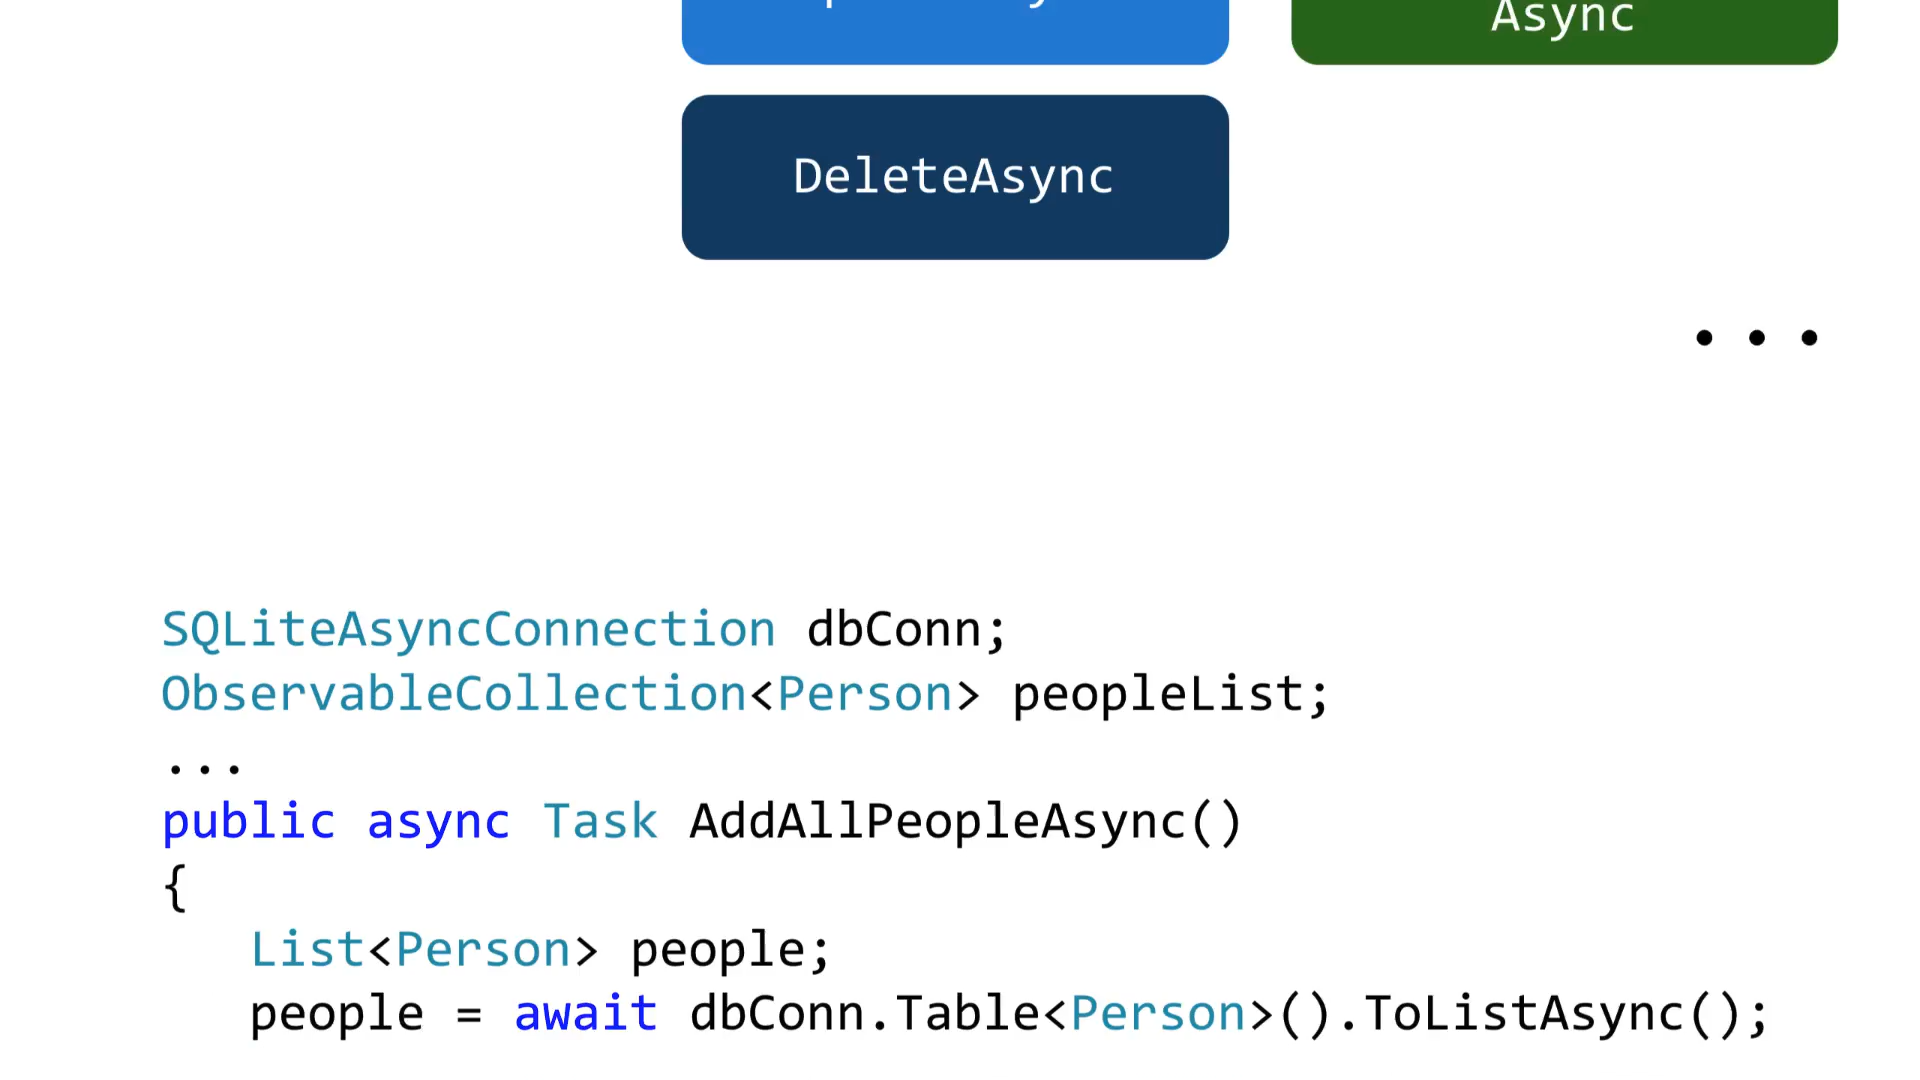 Async
DeleteAsync
...
SQLiteAsyncConnection dbConn;
ObservableCollection<Person> peopleList;
...
public async Task AddAllPeopleAsync()
{
List<Person> people;
people = await dbConn.Table<Person>().ToListAsync();